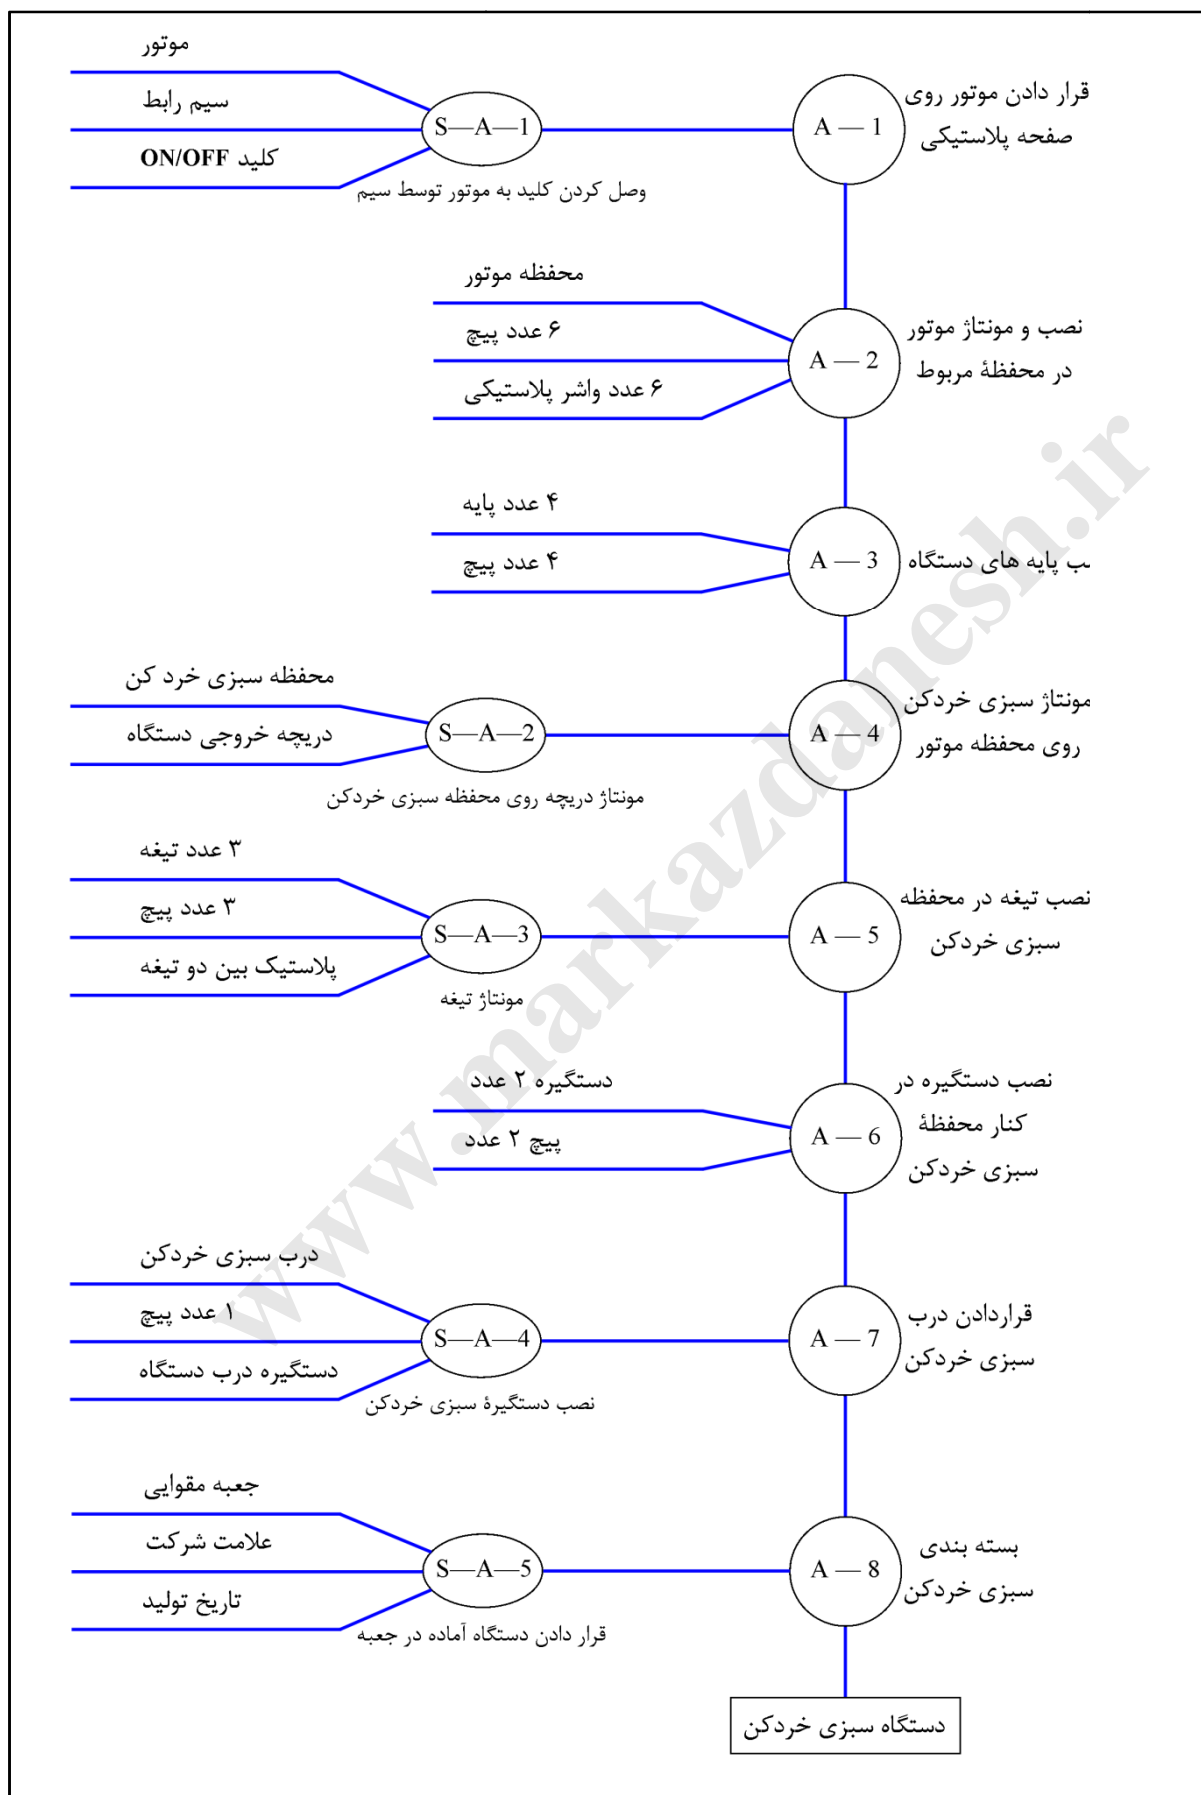 موتور
سیم رابط
کلید ON/OFF
S—A—1
وصل کردن کلید به موتور توسط سیم
A — 1
قرار دادن موتور روی
صفحه پلاستیکی
محفظه موتور
۶ عدد پیچ
۶ عدد واشر پلاستیکی
A — 2
نصب و مونتاژ موتور
در محفظهٔ مربوط
۴ عدد پایه
۴ عدد پیچ
A — 3
ب پایه های دستگاه
محفظه سبزی خرد کن
دریچه خروجی دستگاه
S—A—2
مونتاژ دریچه روی محفظه سبزی خردکن
A — 4
مونتاژ سبزی خردکن
روی محفظه موتور
۳ عدد تیغه
۳ عدد پیچ
پلاستیک بین دو تیغه
S—A—3
مونتاژ تیغه
A — 5
نصب تیغه در محفظه
سبزی خردکن
دستگیره ۲ عدد
پیچ ۲ عدد
A — 6
نصب دستگیره در
کنار محفظهٔ
سبزی خردکن
درب سبزی خردکن
۱ عدد پیچ
دستگیره درب دستگاه
S—A—4
نصب دستگیرهٔ سبزی خردکن
A — 7
قراردادن درب
سبزی خردکن
جعبه مقوایی
علامت شرکت
تاریخ تولید
S—A—5
قرار دادن دستگاه آماده در جعبه
A — 8
بسته بندی
سبزی خردکن
دستگاه سبزی خردکن
www.markazdanesh.ir